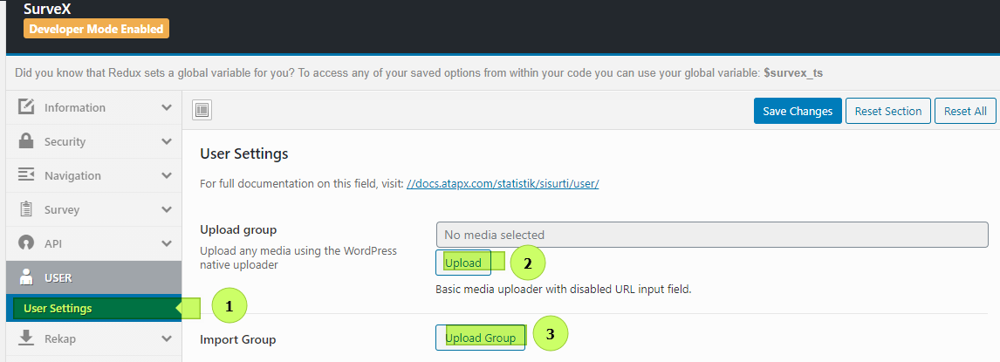 SurveX
Developer Mode Enabled
Did you know that Redux sets a global variable for you? To access any of your saved options from within your code you can use your global variable: $survex_ts
Information
Security
Navigation
Survey
API
USER
User Settings
1
Rekap
Save Changes
Reset Section
Reset All
User Settings
For full documentation on this field, visit: //docs.atapx.com/statistik/sisurti/user/
Upload group
Upload any media using the WordPress
native uploader
No media selected
Upload
2
Basic media uploader with disabled URL input field.
Import Group
Upload Group
3